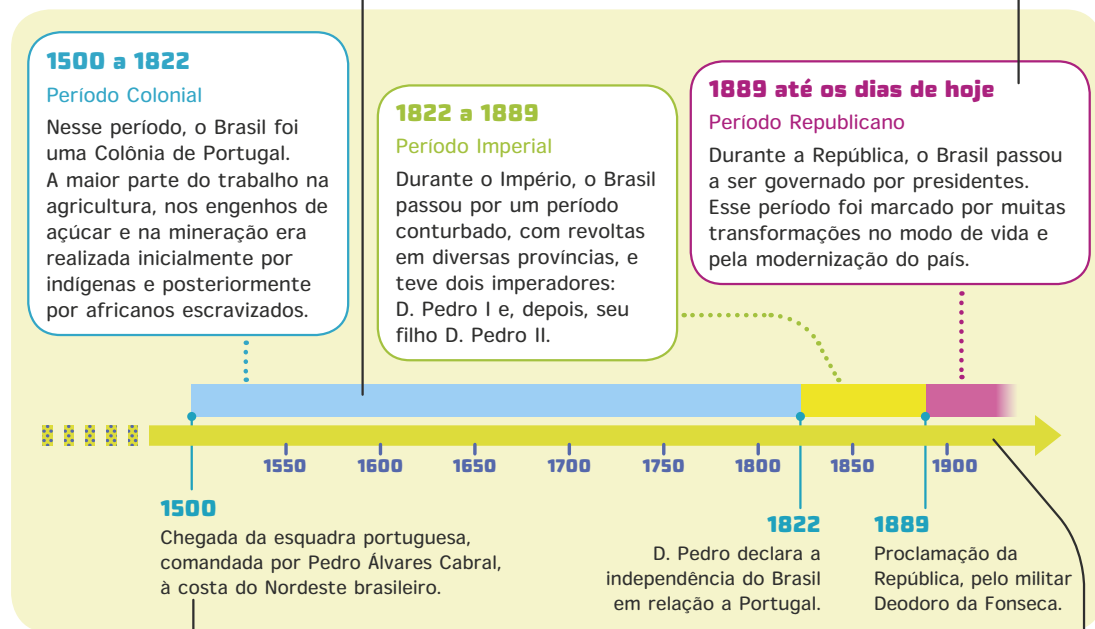 1500 a 1822
Período Colonial
Nesse período, o Brasil foi
uma Colônia de Portugal.
A maior parte do trabalho na
agricultura, nos engenhos de
açúcar e na mineração era
realizada inicialmente por
indígenas e posteriormente
por africanos escravizados.
1822 a 1889
Período Imperial
Durante o Império, o Brasil
passou por um período
conturbado, com revoltas
em diversas províncias, e
teve dois imperadores:
D. Pedro I e, depois, seu
filho D. Pedro II.
1889 até os dias de hoje
Período Republicano
Durante a República, o Brasil passou
a ser governado por presidentes.
Esse período foi marcado por muitas
transformações no modo de vida e
pela modernização do país.
1550 1600 1650 1700 1750 1800 1850 1900
1500
Chegada da esquadra portuguesa,
comandada por Pedro Álvares Cabral,
à costa do Nordeste brasileiro.
1822
D. Pedro declara a
independência do Brasil
em relação a Portugal.
1889
Proclamação da
República, pelo militar
Deodoro da Fonseca.